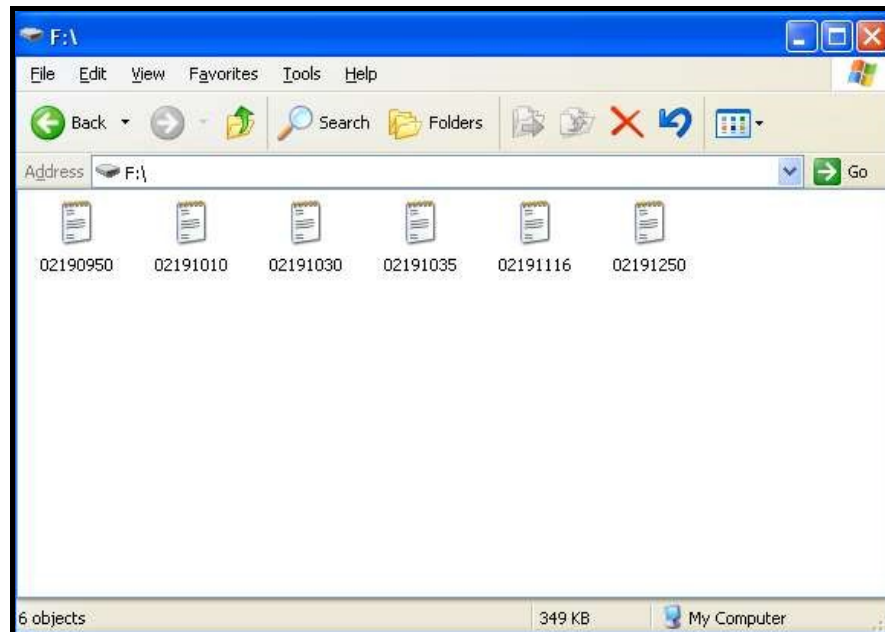 F:\
File Edit View Favorites Tools Help
Back Search Folders
Address F:\ Go
02190950 02191010 02191030 02191035 02191116 02191250
6 objects 349 KB My Computer